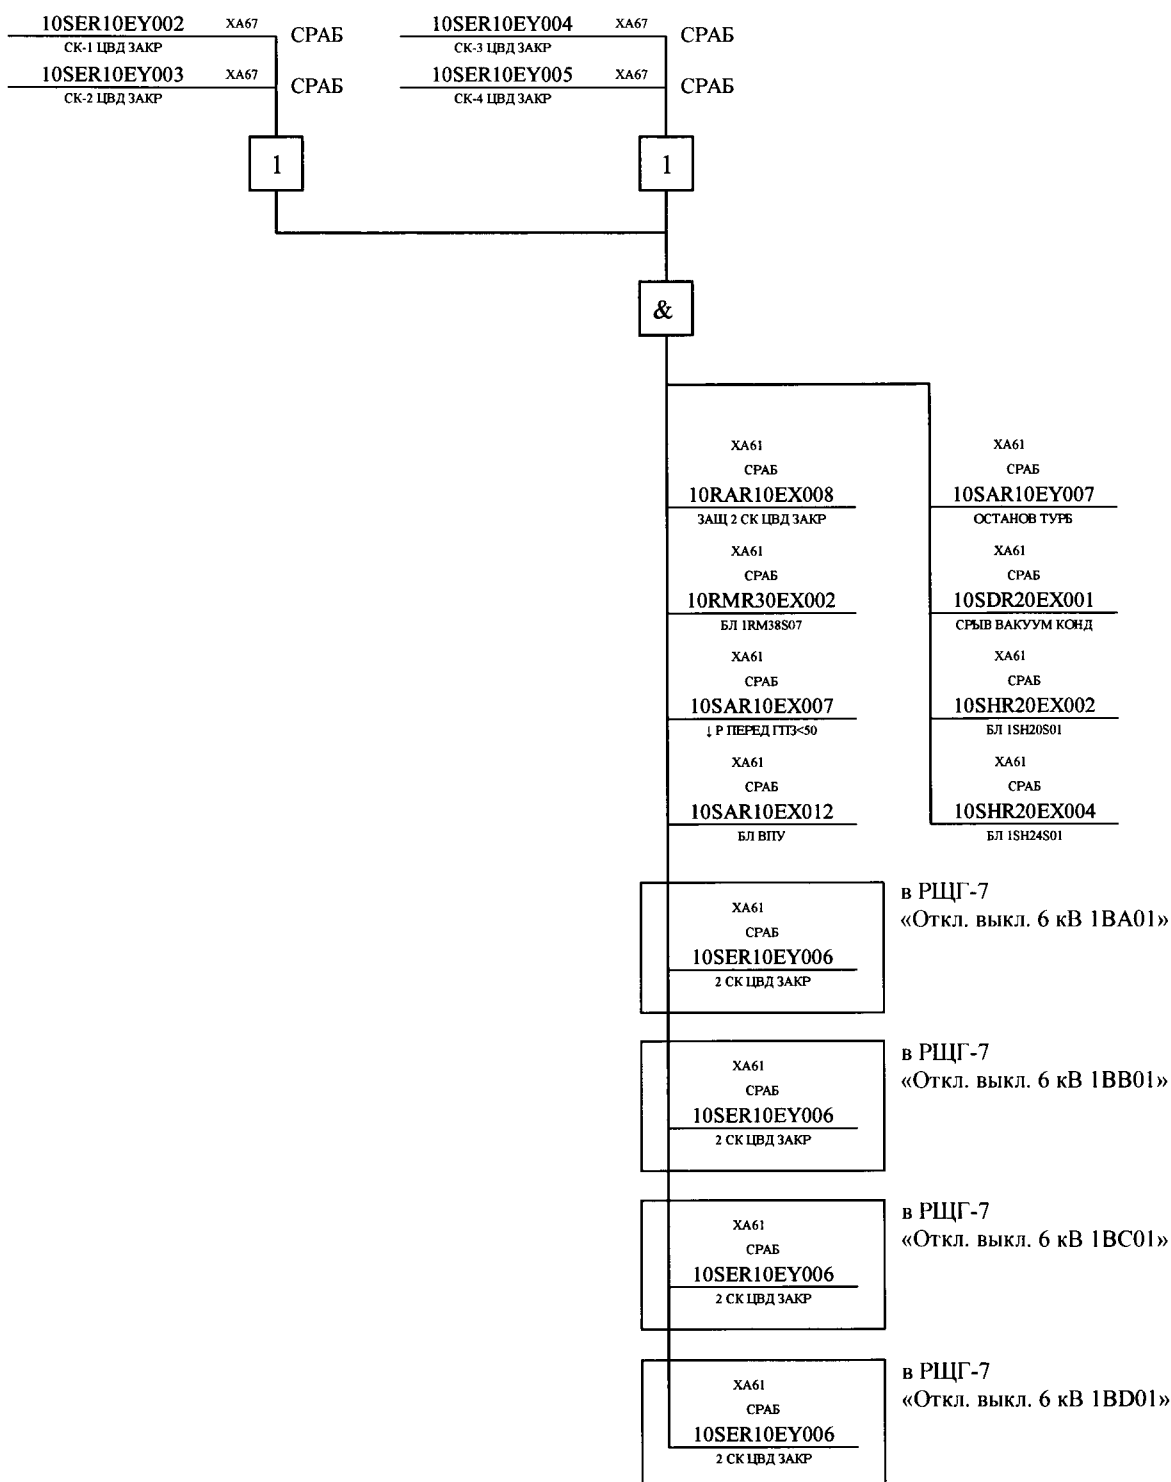 10SER10EY002 XA67 СРАБ
СК-1 ЦВД ЗАКР
10SER10EY003 XA67 СРАБ
СК-2 ЦВД ЗАКР
10SER10EY004 XA67 СРАБ
СК-3 ЦВД ЗАКР
10SER10EY005 XA67 СРАБ
СК-4 ЦВД ЗАКР
1
1
&
XA61
СРАБ
10RAR10EX008
ЗАЩ 2 СК ЦВД ЗАКР
XA61
СРАБ
10RMR30EX002
БЛ 1RM38S07
XA61
СРАБ
10SAR10EX007
↓ Р ПЕРЕД ГПЗ<50
XA61
СРАБ
10SAR10EX012
БЛ ВПУ
XA61
СРАБ
10SAR10EY007
ОСТАНОВ ТУРБ
XA61
СРАБ
10SDR20EX001
СРЫВ ВАКУУМ КОНД
XA61
СРАБ
10SHR20EX002
БЛ 1SH20S01
XA61
СРАБ
10SHR20EX004
БЛ 1SH24S01
XA61
СРАБ
10SER10EY006
2 СК ЦВД ЗАКР
в РЩГ-7
«Откл. выкл. 6 кВ 1BA01»
XA61
СРАБ
10SER10EY006
2 СК ЦВД ЗАКР
в РЩГ-7
«Откл. выкл. 6 кВ 1BB01»
XA61
СРАБ
10SER10EY006
2 СК ЦВД ЗАКР
в РЩГ-7
«Откл. выкл. 6 кВ 1BC01»
XA61
СРАБ
10SER10EY006
2 СК ЦВД ЗАКР
в РЩГ-7
«Откл. выкл. 6 кВ 1BD01»